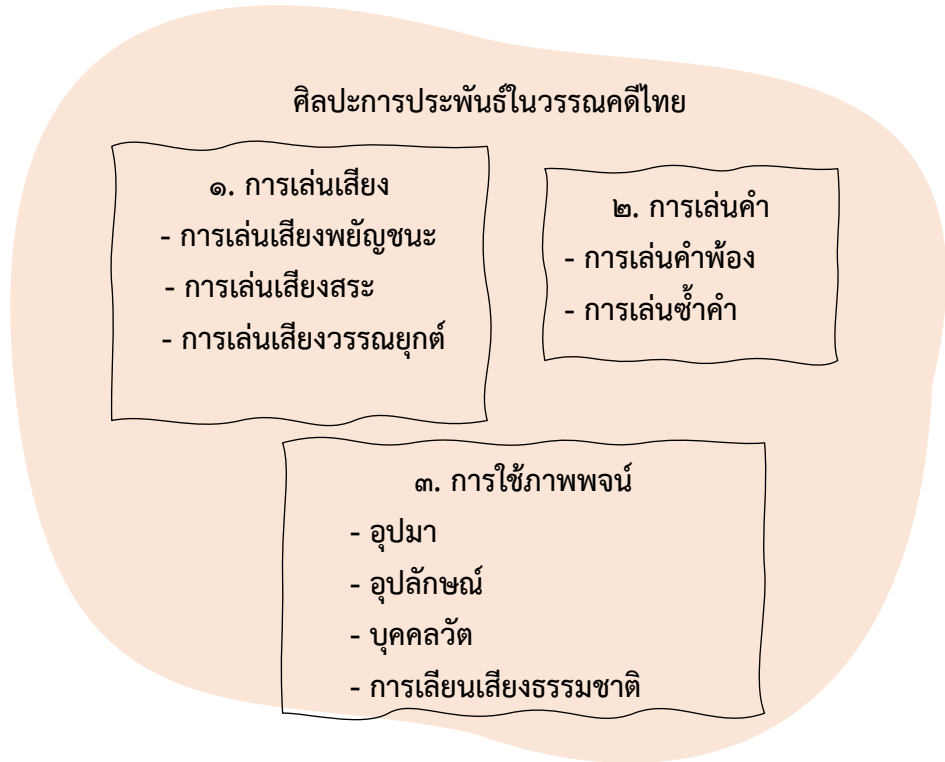 ศิลปะการประพันธ์ในวรรณคดีไทย
๑. การเล่นเสียง
- การเล่นเสียงพยัญชนะ
- การเล่นเสียงสระ
- การเล่นเสียงวรรณยุกต์
๒. การเล่นคำ
- การเล่นคำพ้อง
- การเล่นซ้ำคำ
๓. การใช้ภาพพจน์
- อุปมา
- อุปลักษณ์
- บุคคลวัต
- การเลียนเสียงธรรมชาติ